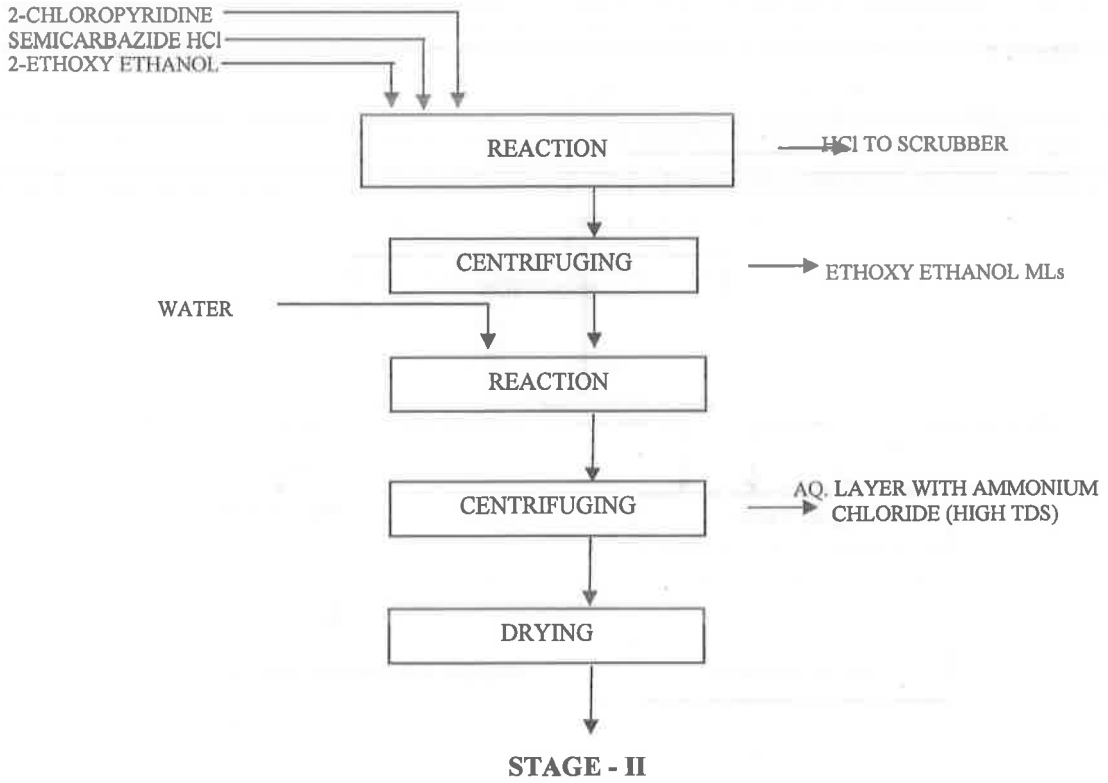 2-CHLOROPYRIDINE
SEMICARBAZIDE HCl
2-ETHOXY ETHANOL
REACTION
HCl TO SCRUBBER
CENTRIFUGING
ETHOXY ETHANOL MLs
WATER
REACTION
CENTRIFUGING
AQ. LAYER WITH AMMONIUM
CHLORIDE (HIGH TDS)
DRYING
STAGE - II